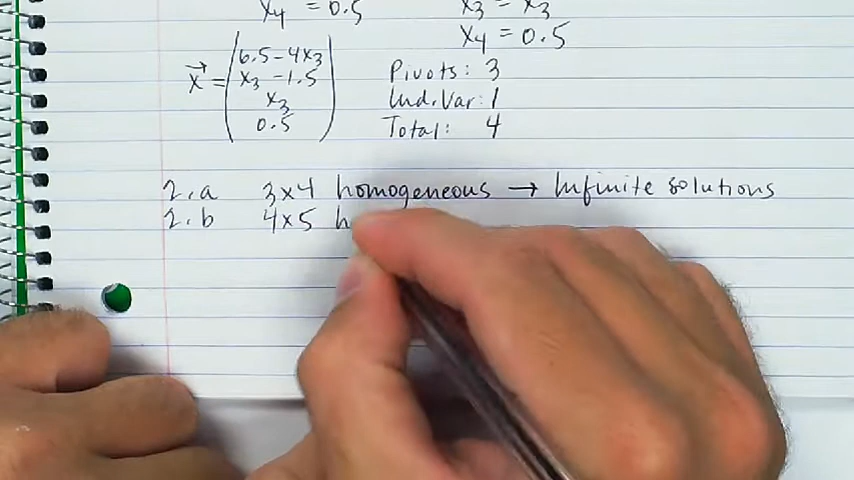 x4 = 0.5
x3 = x3
x4 = 0.5
x = (6.5-4x3
x3 -1.5
x3
0.5)
Pivots: 3
Ind.Var: 1
Total: 4
2.a 3x4 homogeneous → Infinite solutions
2.b 4x5 h